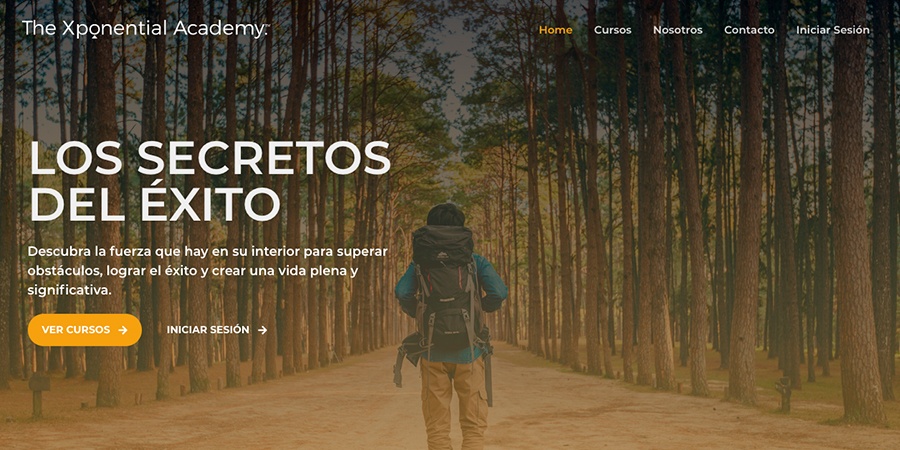 The Xponential Academy.
Home Cursos Nosotros Contacto Iniciar Sesión
LOS SECRETOS
DEL ÉXITO
Descubra la fuerza que hay en su interior para superar
obstáculos, lograr el éxito y crear una vida plena y
significativa.
VER CURSOS → INICIAR SESIÓN →